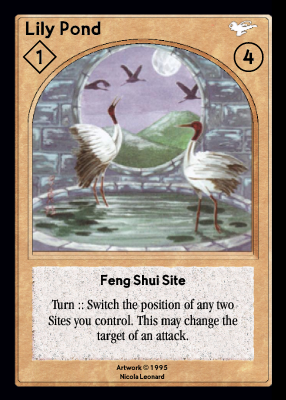 Lily Pond
1
4
Feng Shui Site
Turn :: Switch the position of any two
Sites you control. This may change the
target of an attack.
Artwork © 1995
Nicola Leonard